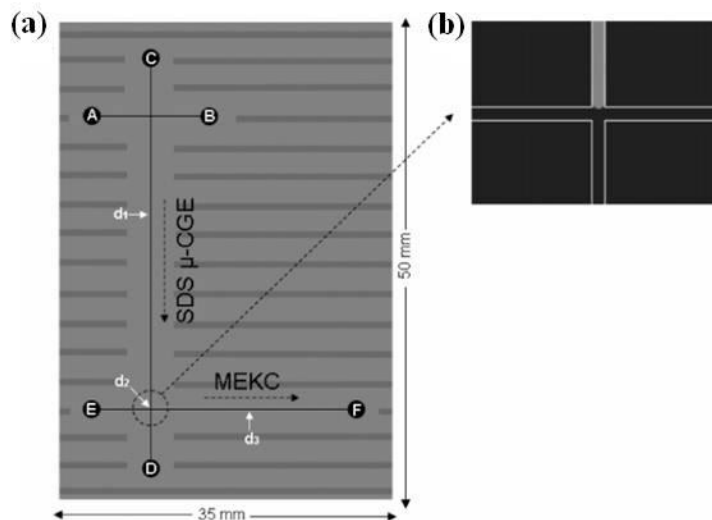 (a)
(b)
C
A
B
d₁
SDS μ-CGE
50 mm
d₂
MEKC
E
F
d₃
D
35 mm